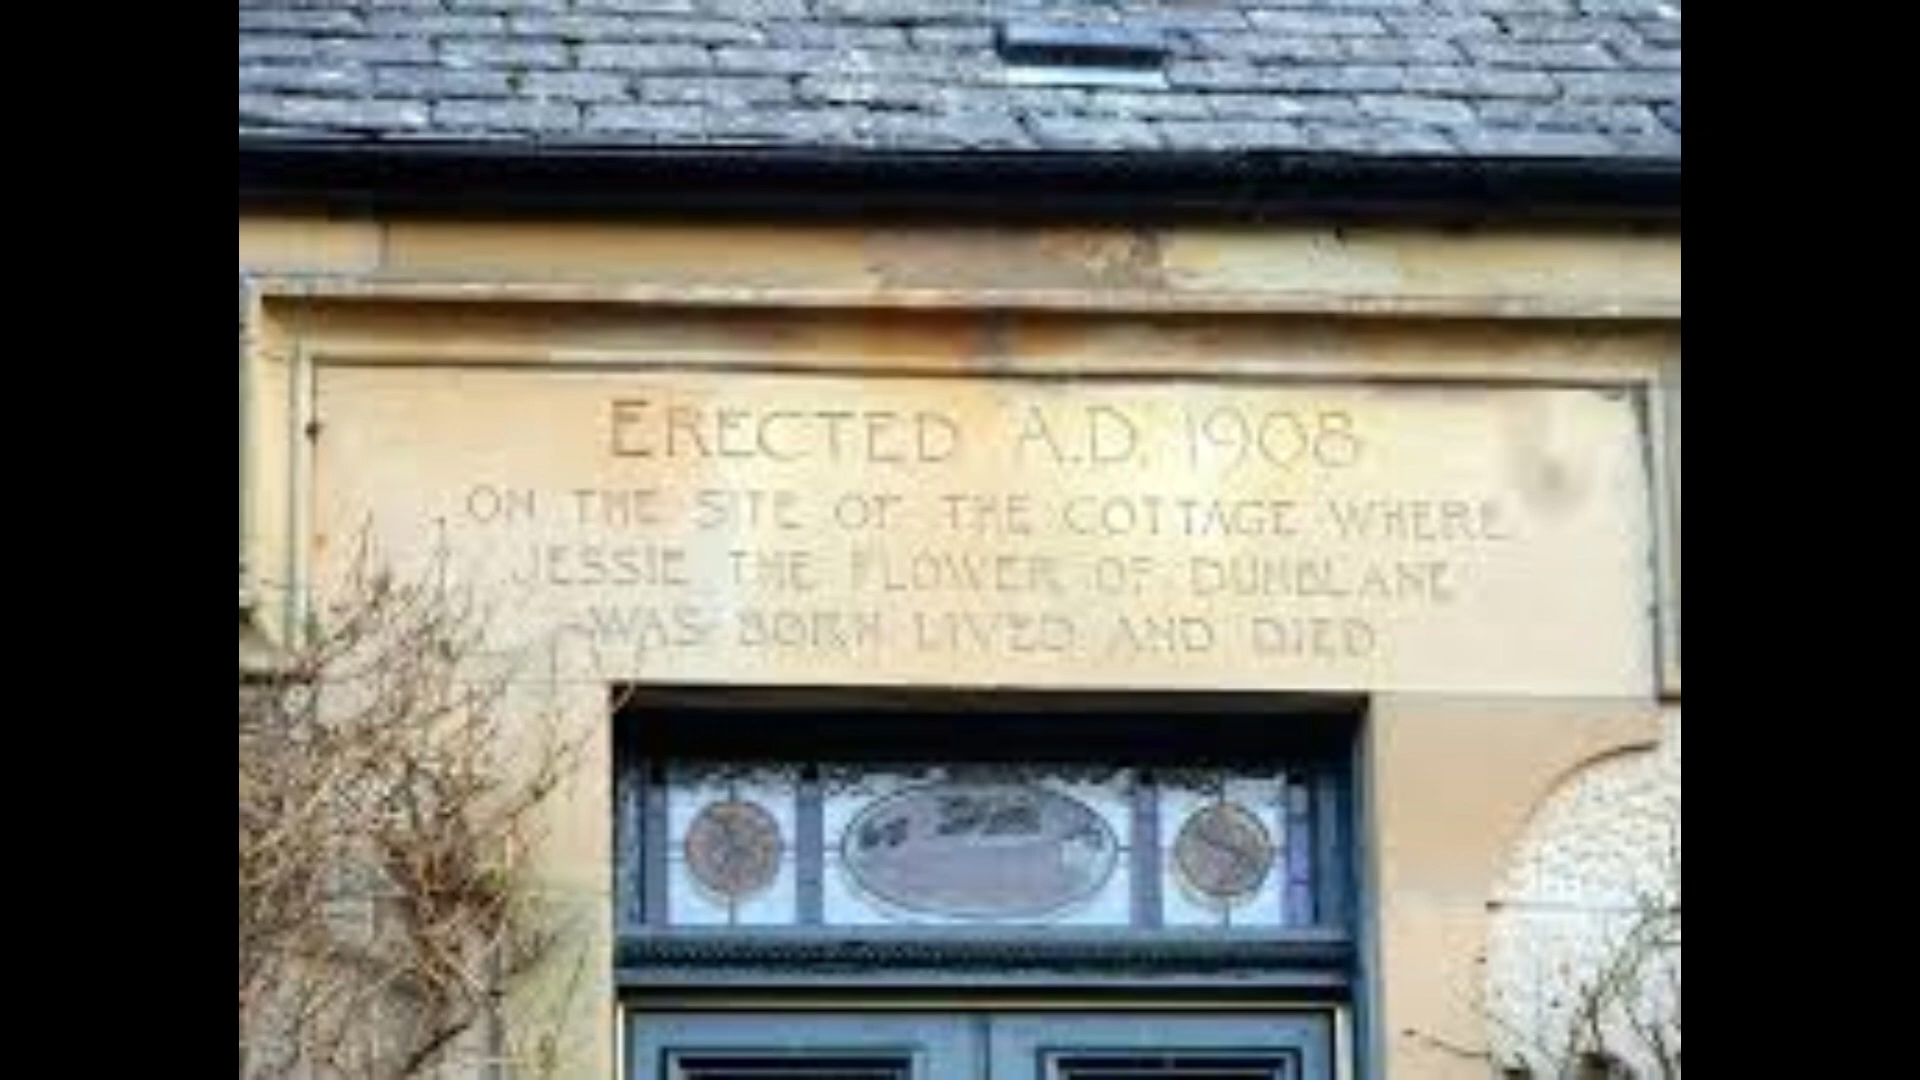 ERECTED A.D. 1908
ON THE SITE OF THE COTTAGE WHERE
JESSIE THE FLOWER OF DUNBLANE
WAS BORN LIVED AND DIED